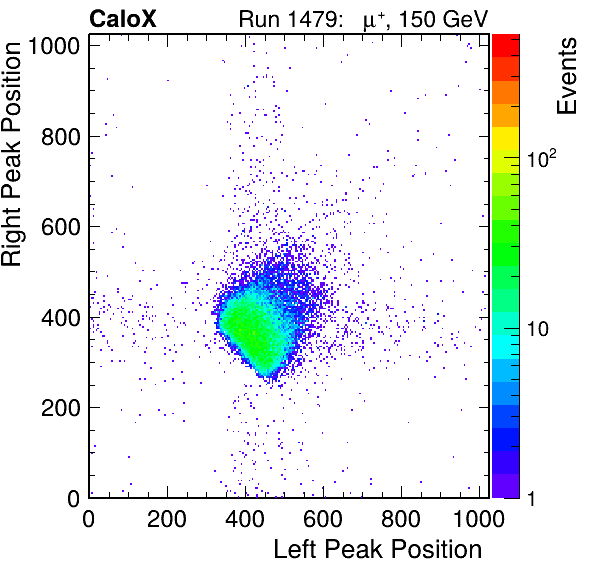 CaloX Run 1479: μ⁺, 150 GeV
Right Peak Position
1000
800
600
400
200
0
0 200 400 600 800 1000
Left Peak Position
Events
10²
10
1